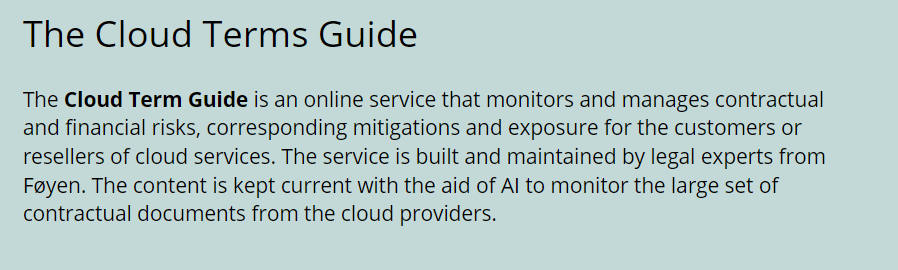 The Cloud Terms Guide
The Cloud Term Guide is an online service that monitors and manages contractual
and financial risks, corresponding mitigations and exposure for the customers or
resellers of cloud services. The service is built and maintained by legal experts from
Føyen. The content is kept current with the aid of AI to monitor the large set of
contractual documents from the cloud providers.